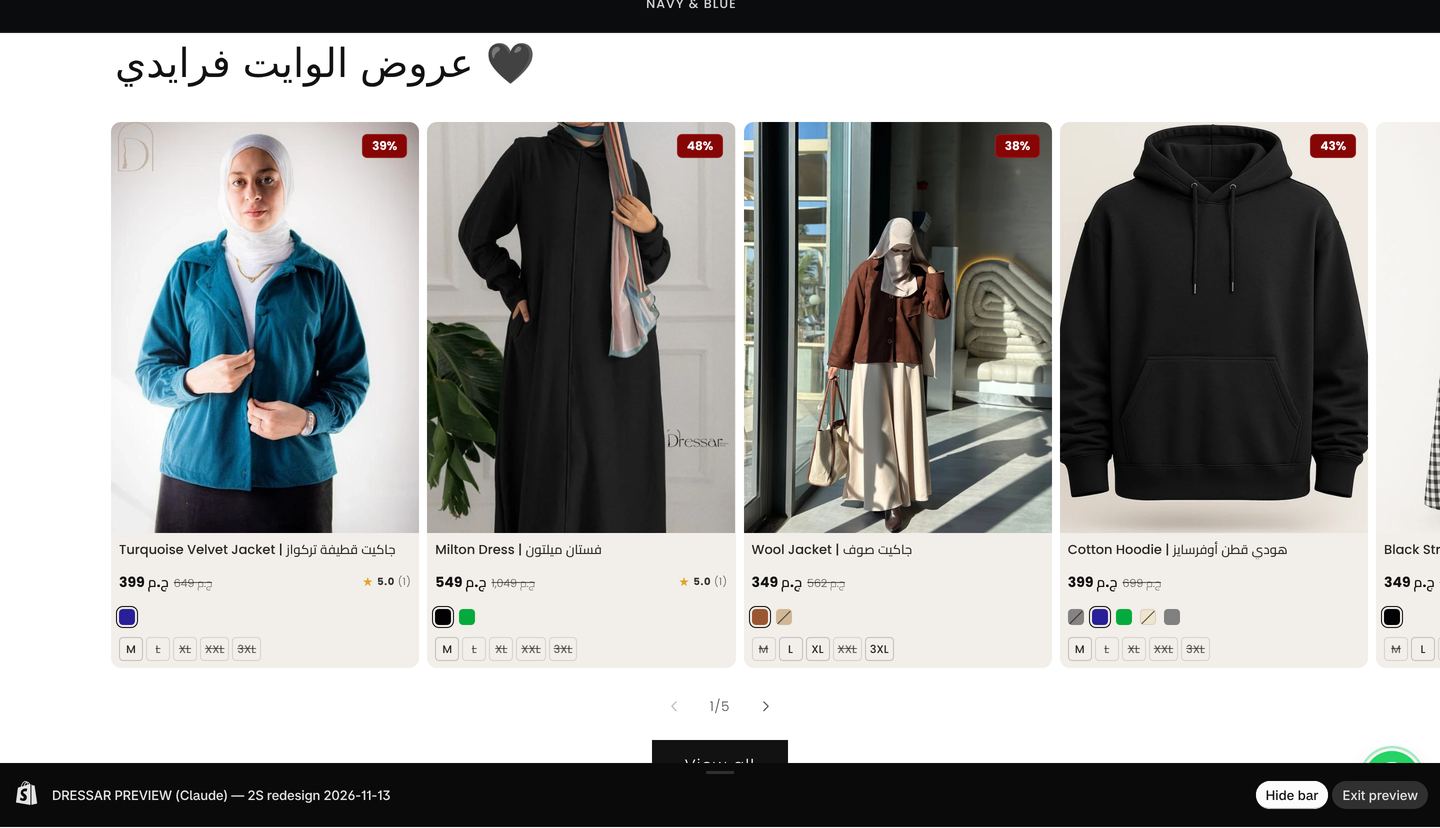 NAVY & BLUE
عروض الوايت فرايدي 🖤
39%
48%
38%
43%
D
Dressar
Turquoise Velvet Jacket | جاكيت قطيفة تركواز
399 ج.م 649 ج.م
★ 5.0 (1)
M L XL XXL 3XL
Milton Dress | فستان ميلتون
549 ج.م 1,049 ج.م
★ 5.0 (1)
M L XL XXL 3XL
Wool Jacket | جاكيت صوف
349 ج.م 562 ج.م
M L XL XXL 3XL
Cotton Hoodie | هودي قطن أوفرسايز
399 ج.م 699 ج.م
M L XL XXL 3XL
Black Str
349 ج.م
M L
1/5
View all
DRESSAR PREVIEW (Claude) — 2S redesign 2026-11-13
Hide bar
Exit preview